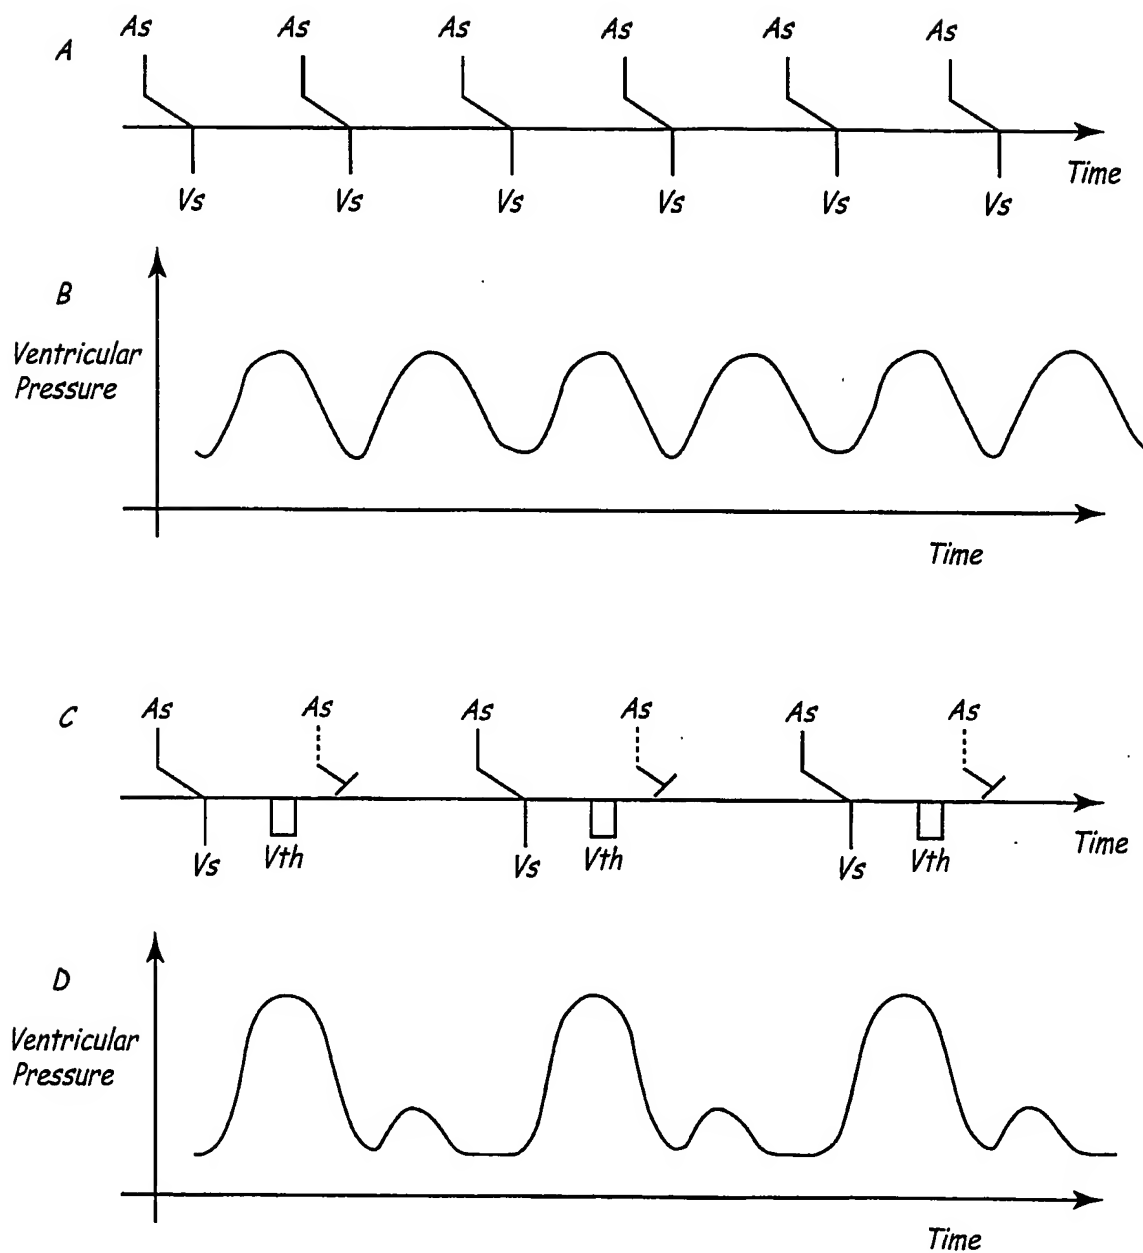 A
As As As As As As
Time
Vs Vs Vs Vs Vs Vs
B
Ventricular
Pressure
Time
C
As As As As As As
Time
Vs Vth Vs Vth Vs Vth
D
Ventricular
Pressure
Time